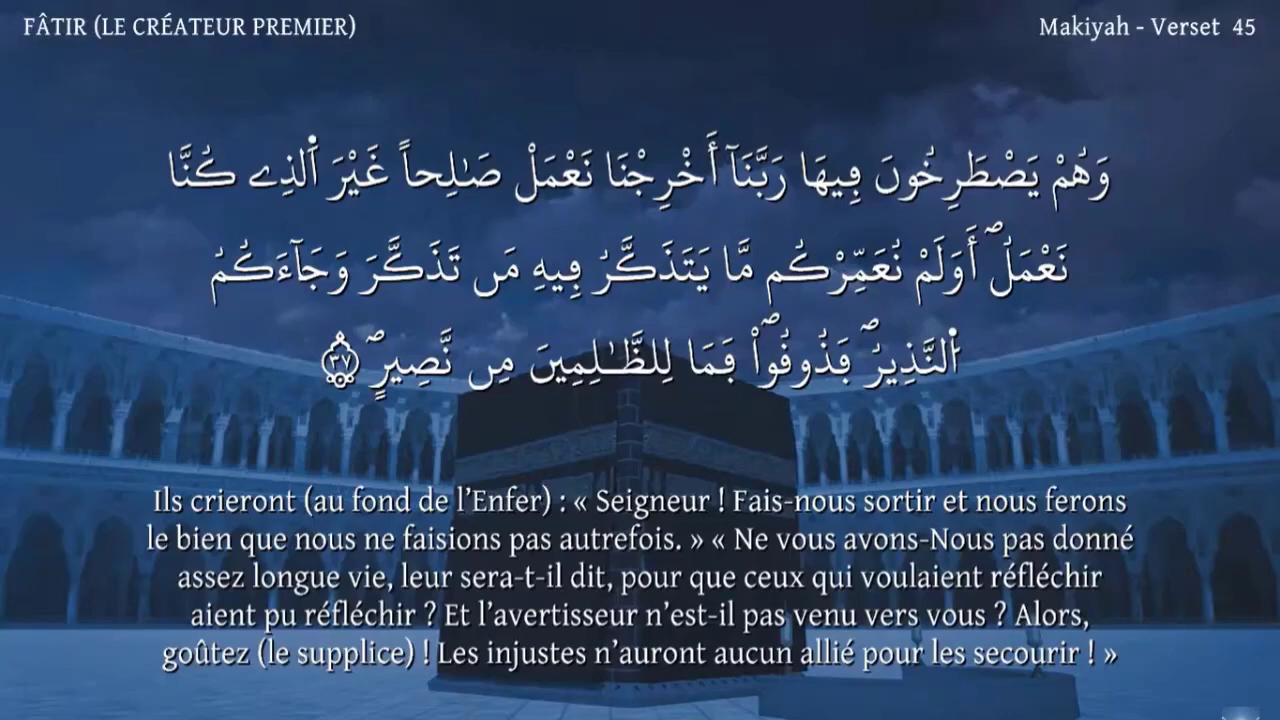 FÂTIR (LE CRÉATEUR PREMIER)
Makiyah - Verset 45
وَهُمْ يَصْطَرِخُونَ فِيهَا رَبَّنَآ أَخْرِجْنَا نَعْمَلْ صَٰلِحاً غَيْرَ اَ۬لذِے كُنَّا
نَعْمَلُۖ أَوَلَمْ نُعَمِّرْكُم مَّا يَتَذَكَّرُ فِيهِ مَن تَذَكَّرَ وَجَآءَكُمُ
اُ۬لنَّذِيرُۖ فَذُوقُواْۖ فَمَا لِلظَّٰلِمِينَ مِن نَّصِيرٍۖ ٣٧
Ils crieront (au fond de l’Enfer) : « Seigneur ! Fais-nous sortir et nous ferons
le bien que nous ne faisions pas autrefois. » « Ne vous avons-Nous pas donné
assez longue vie, leur sera-t-il dit, pour que ceux qui voulaient réfléchir
aient pu réfléchir ? Et l’avertisseur n’est-il pas venu vers vous ? Alors,
goûtez (le supplice) ! Les injustes n’auront aucun allié pour les secourir ! »